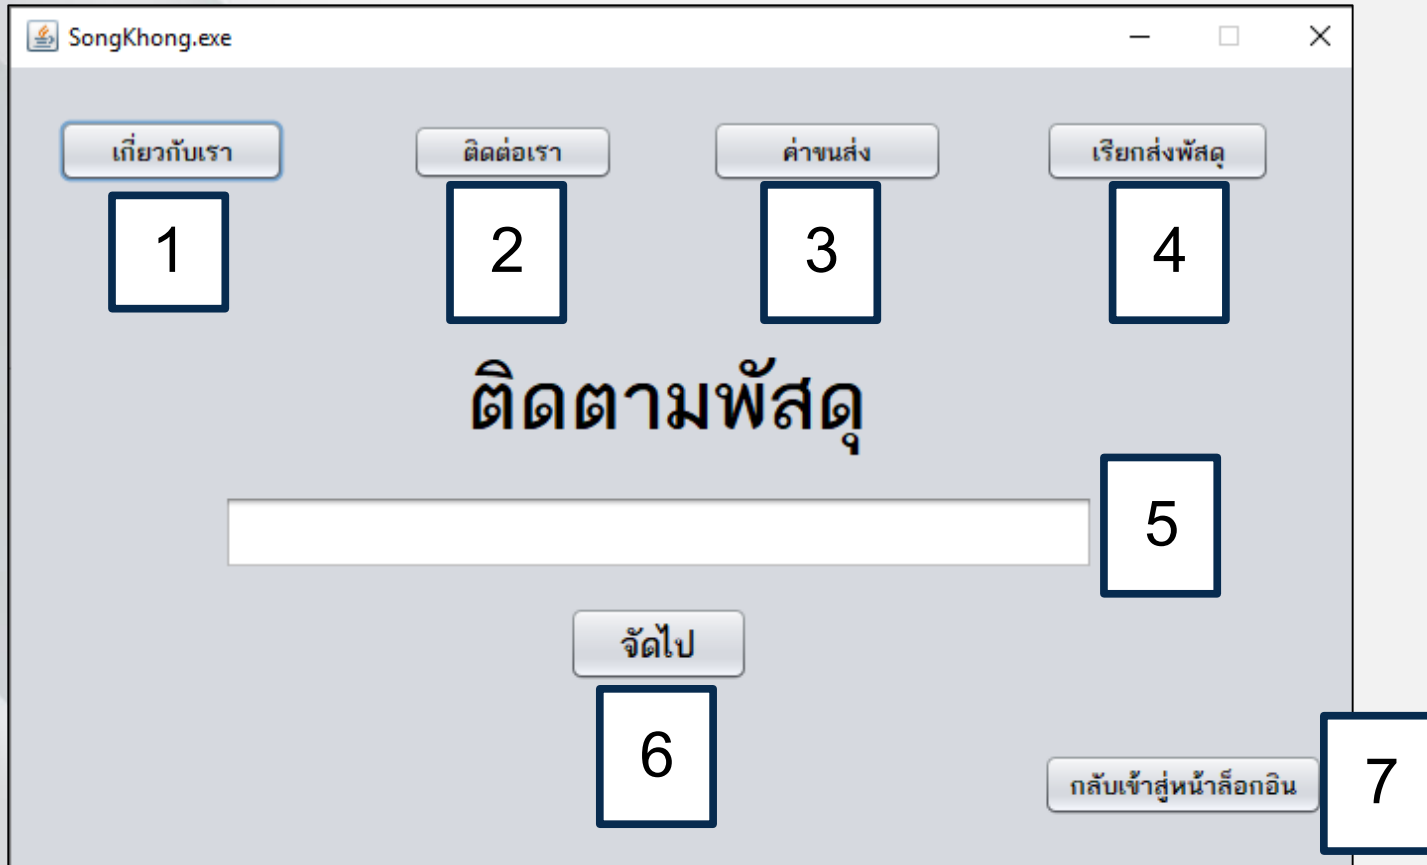 SongKhong.exe
เกี่ยวกับเรา ติดต่อเรา ค่าขนส่ง เรียกส่งพัสดุ
1 2 3 4
ติดตามพัสดุ
5
จัดไป
6
กลับเข้าสู่หน้าล็อกอิน 7